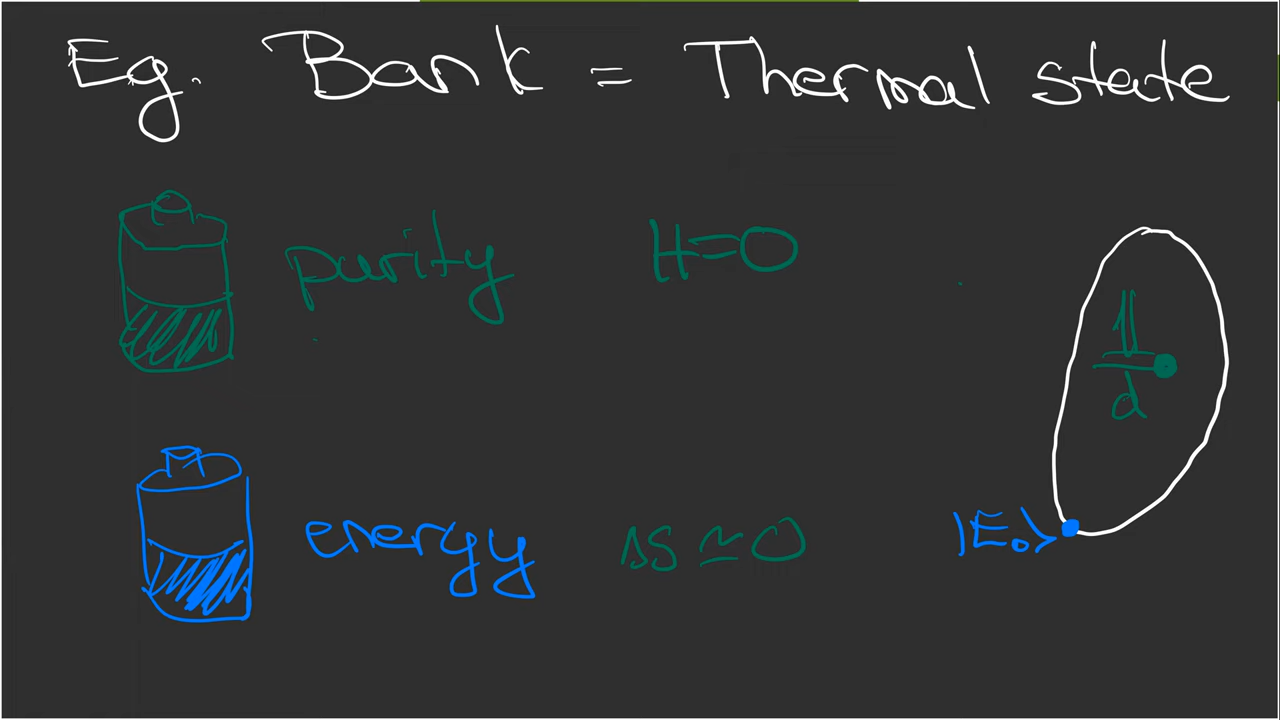 Eg. Bank = Thermal state
purity H=0
𝟙/d
energy ΔS ≃ 0 |E₀⟩